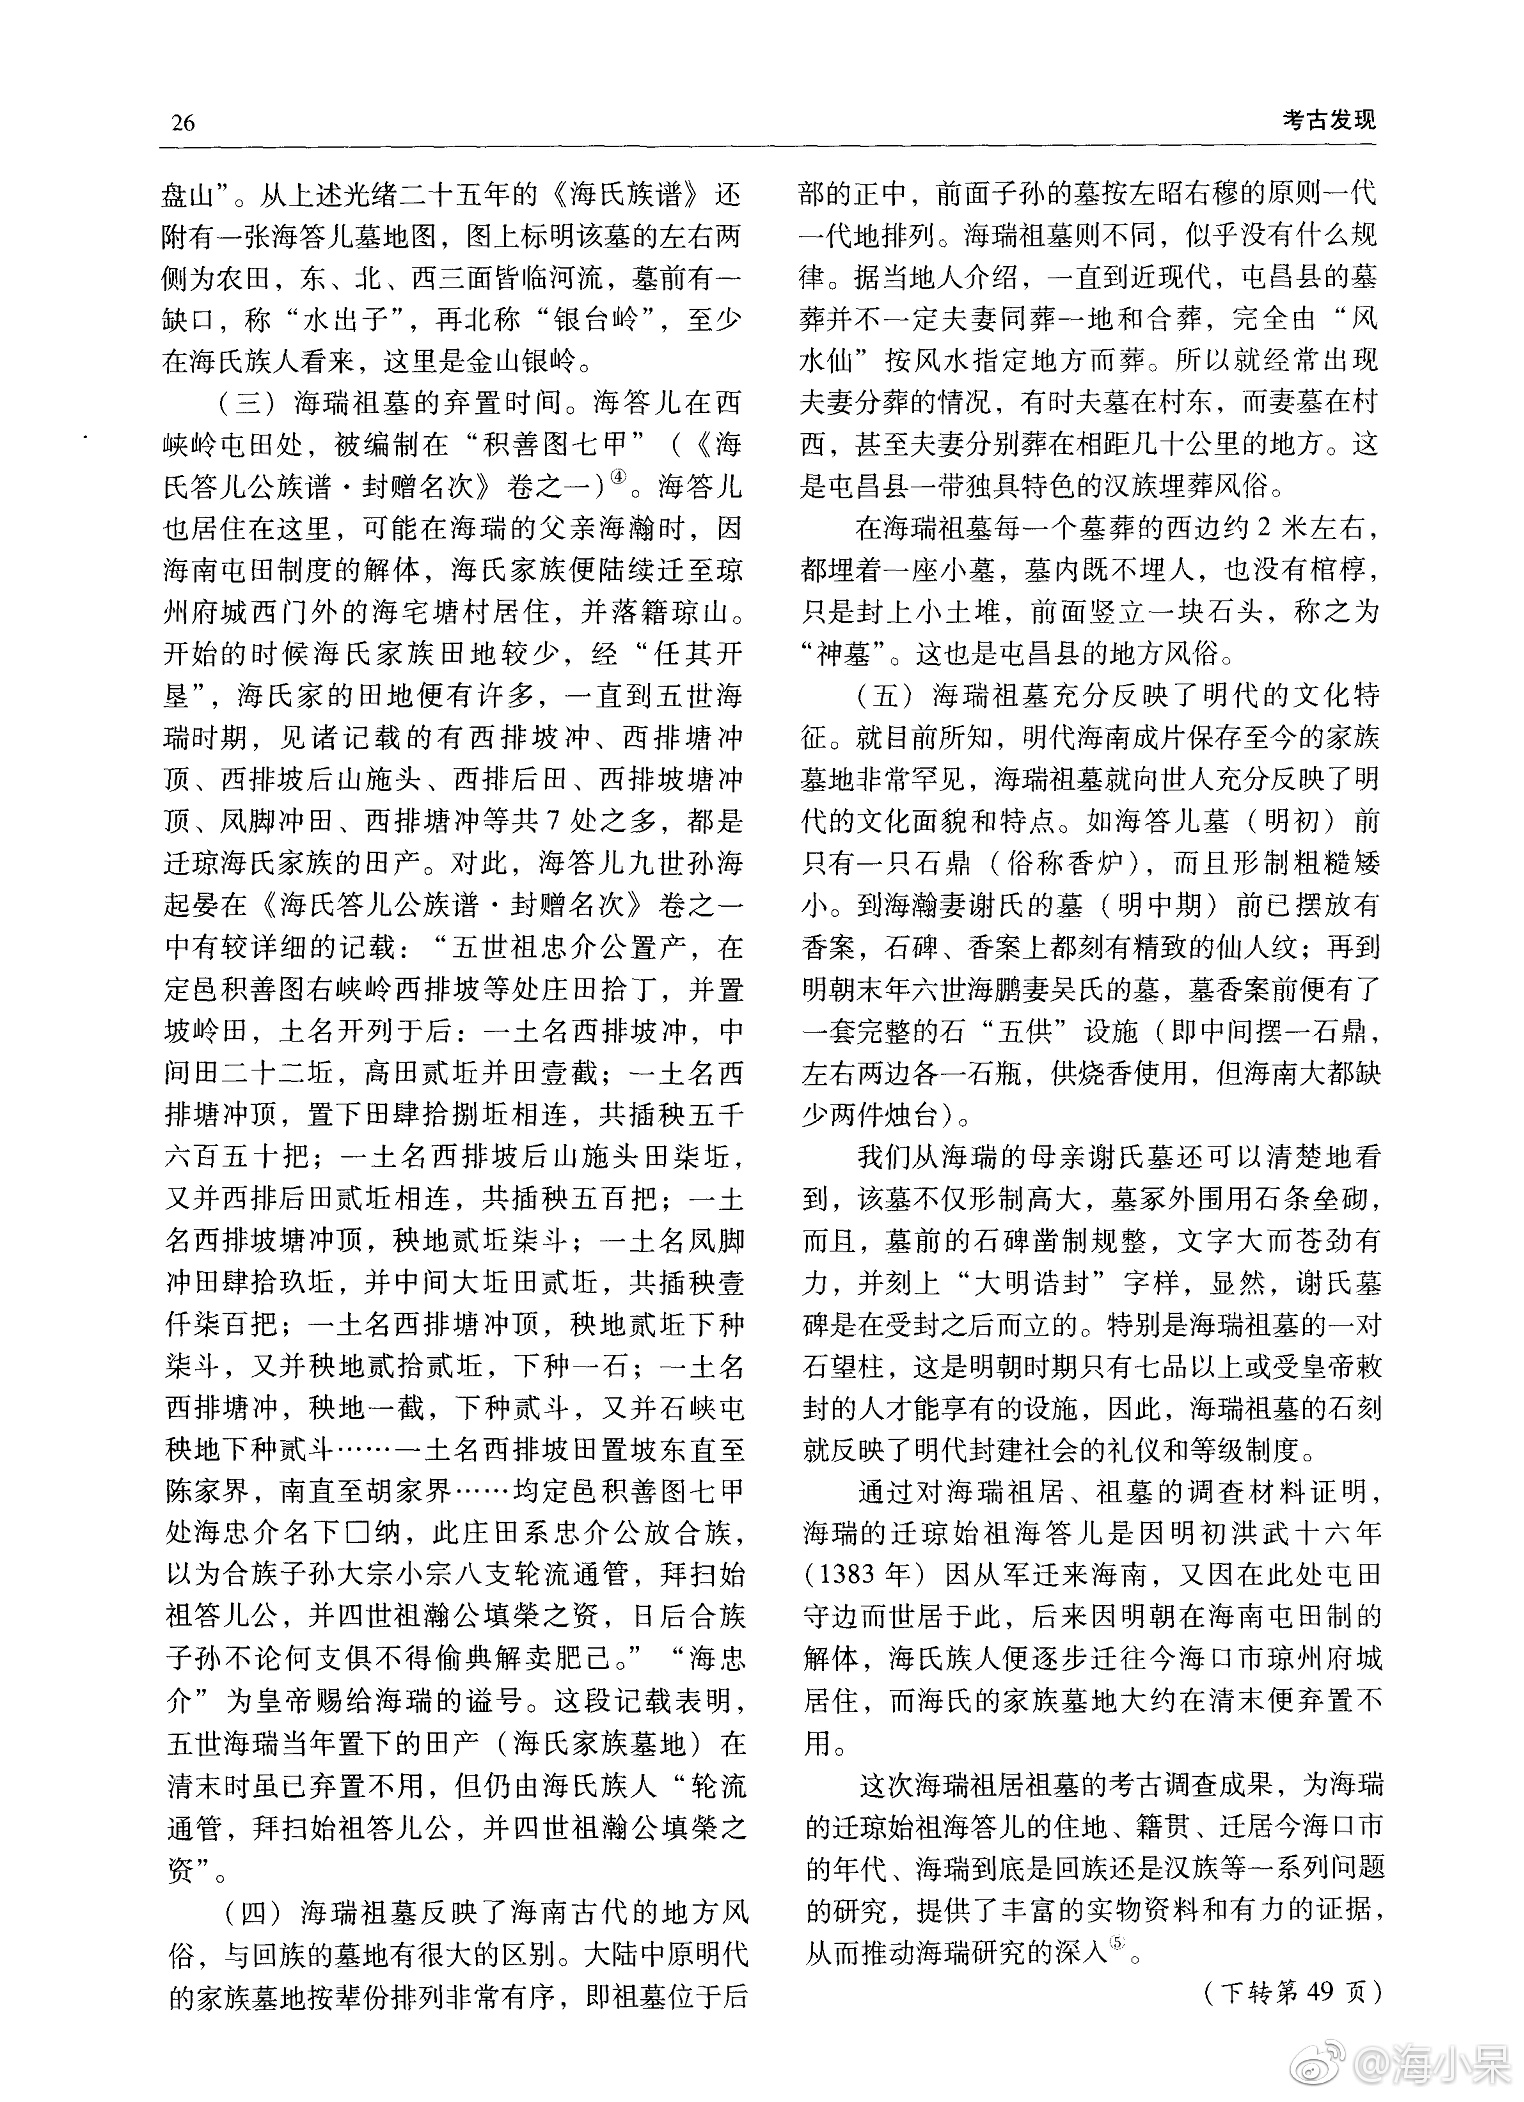 26
考古发现
盘山”。从上述光绪二十五年的《海氏族谱》还
附有一张海答儿墓地图，图上标明该墓的左右两
侧为农田，东、北、西三面皆临河流，墓前有一
缺口，称“水出子”，再北称“银台岭”，至少
在海氏族人看来，这里是金山银岭。
（三）海瑞祖墓的弃置时间。海答儿在西
峡岭屯田处，被编制在“积善图七甲”（《海
氏答儿公族谱·封赠名次》卷之一）④。海答儿
也居住在这里，可能在海瑞的父亲海瀚时，因
海南屯田制度的解体，海氏家族便陆续迁至琼
州府城西门外的海宅塘村居住，并落籍琼山。
开始的时候海氏家族田地较少，经“任其开
垦”，海氏家的田地便有许多，一直到五世海
瑞时期，见诸记载的有西排坡冲、西排塘冲
顶、西排坡后山施头、西排后田、西排坡塘冲
顶、凤脚冲田、西排塘冲等共7处之多，都是
迁琼海氏家族的田产。对此，海答儿九世孙海
起晏在《海氏答儿公族谱·封赠名次》卷之一
中有较详细的记载：“五世祖忠介公置产，在
定邑积善图右峡岭西排坡等处庄田拾丁，并置
坡岭田，土名开列于后：一土名西排坡冲，中
间田二十二坵，高田贰坵并田壹截；一土名西
排塘冲顶，置下田肆拾捌坵相连，共插秧五千
六百五十把；一土名西排坡后山施头田柒坵，
又并西排后田贰坵相连，共插秧五百把；一土
名西排坡塘冲顶，秧地贰坵柒斗；一土名凤脚
冲田肆拾玖坵，并中间大坵田贰坵，共插秧壹
仟柒百把；一土名西排塘冲顶，秧地贰坵下种
柒斗，又并秧地贰拾贰坵，下种一石；一土名
西排塘冲，秧地一截，下种贰斗，又并石峡屯
秧地下种贰斗……一土名西排坡田置坡东直至
陈家界，南直至胡家界……均定邑积善图七甲
处海忠介名下□纳，此庄田系忠介公放合族，
以为合族子孙大宗小宗八支轮流通管，拜扫始
祖答儿公，并四世祖瀚公填榮之资，日后合族
子孙不论何支俱不得偷典解卖肥己。”“海忠
介”为皇帝赐给海瑞的谥号。这段记载表明，
五世海瑞当年置下的田产（海氏家族墓地）在
清末时虽已弃置不用，但仍由海氏族人“轮流
通管，拜扫始祖答儿公，并四世祖瀚公填榮之
资”。
（四）海瑞祖墓反映了海南古代的地方风
俗，与回族的墓地有很大的区别。大陆中原明代
的家族墓地按辈份排列非常有序，即祖墓位于后
部的正中，前面子孙的墓按左昭右穆的原则一代
一代地排列。海瑞祖墓则不同，似乎没有什么规
律。据当地人介绍，一直到近现代，屯昌县的墓
葬并不一定夫妻同葬一地和合葬，完全由“风
水仙”按风水指定地方而葬。所以就经常出现
夫妻分葬的情况，有时夫墓在村东，而妻墓在村
西，甚至夫妻分别葬在相距几十公里的地方。这
是屯昌县一带独具特色的汉族埋葬风俗。
在海瑞祖墓每一个墓葬的西边约2米左右，
都埋着一座小墓，墓内既不埋人，也没有棺椁，
只是封上小土堆，前面竖立一块石头，称之为
“神墓”。这也是屯昌县的地方风俗。
（五）海瑞祖墓充分反映了明代的文化特
征。就目前所知，明代海南成片保存至今的家族
墓地非常罕见，海瑞祖墓就向世人充分反映了明
代的文化面貌和特点。如海答儿墓（明初）前
只有一只石鼎（俗称香炉），而且形制粗糙矮
小。到海瀚妻谢氏的墓（明中期）前已摆放有
香案，石碑、香案上都刻有精致的仙人纹；再到
明朝末年六世海鹏妻吴氏的墓，墓香案前便有了
一套完整的石“五供”设施（即中间摆一石鼎，
左右两边各一石瓶，供烧香使用，但海南大都缺
少两件烛台）。
我们从海瑞的母亲谢氏墓还可以清楚地看
到，该墓不仅形制高大，墓冢外围用石条垒砌，
而且，墓前的石碑凿制规整，文字大而苍劲有
力，并刻上“大明诰封”字样，显然，谢氏墓
碑是在受封之后而立的。特别是海瑞祖墓的一对
石望柱，这是明朝时期只有七品以上或受皇帝敕
封的人才能享有的设施，因此，海瑞祖墓的石刻
就反映了明代封建社会的礼仪和等级制度。
通过对海瑞祖居、祖墓的调查材料证明，
海瑞的迁琼始祖海答儿是因明初洪武十六年
（1383年）因从军迁来海南，又因在此处屯田
守边而世居于此，后来因明朝在海南屯田制的
解体，海氏族人便逐步迁往今海口市琼州府城
居住，而海氏的家族墓地大约在清末便弃置不
用。
这次海瑞祖居祖墓的考古调查成果，为海瑞
的迁琼始祖海答儿的住地、籍贯、迁居今海口市
的年代、海瑞到底是回族还是汉族等一系列问题
的研究，提供了丰富的实物资料和有力的证据，
从而推动海瑞研究的深入⑤。
（下转第49页）
@海小呆